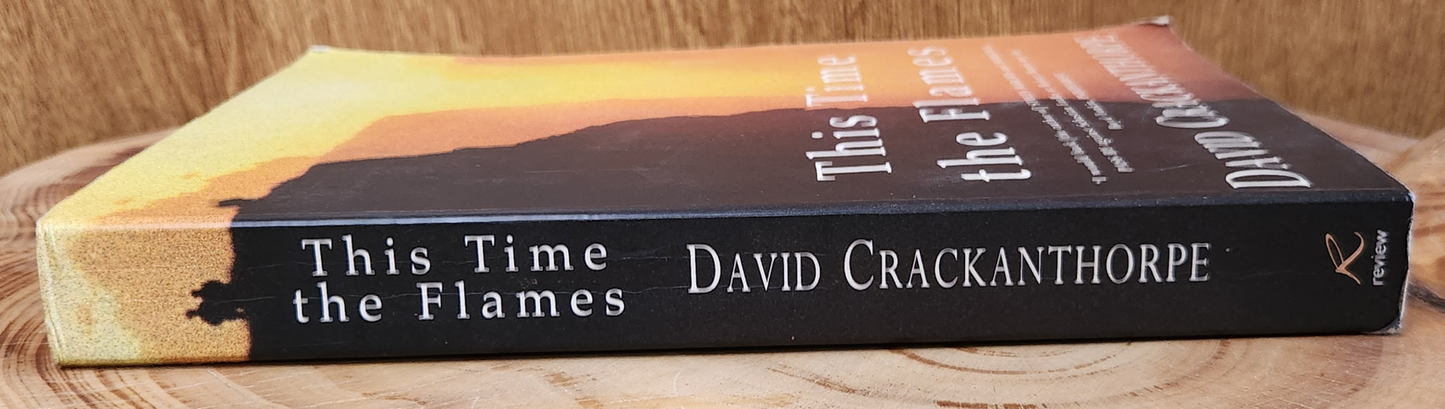 This Time
the Flames
DAVID CRACKANTHORPE
This Time
the Flames
DAVID CRACKANTHORPE
R
review